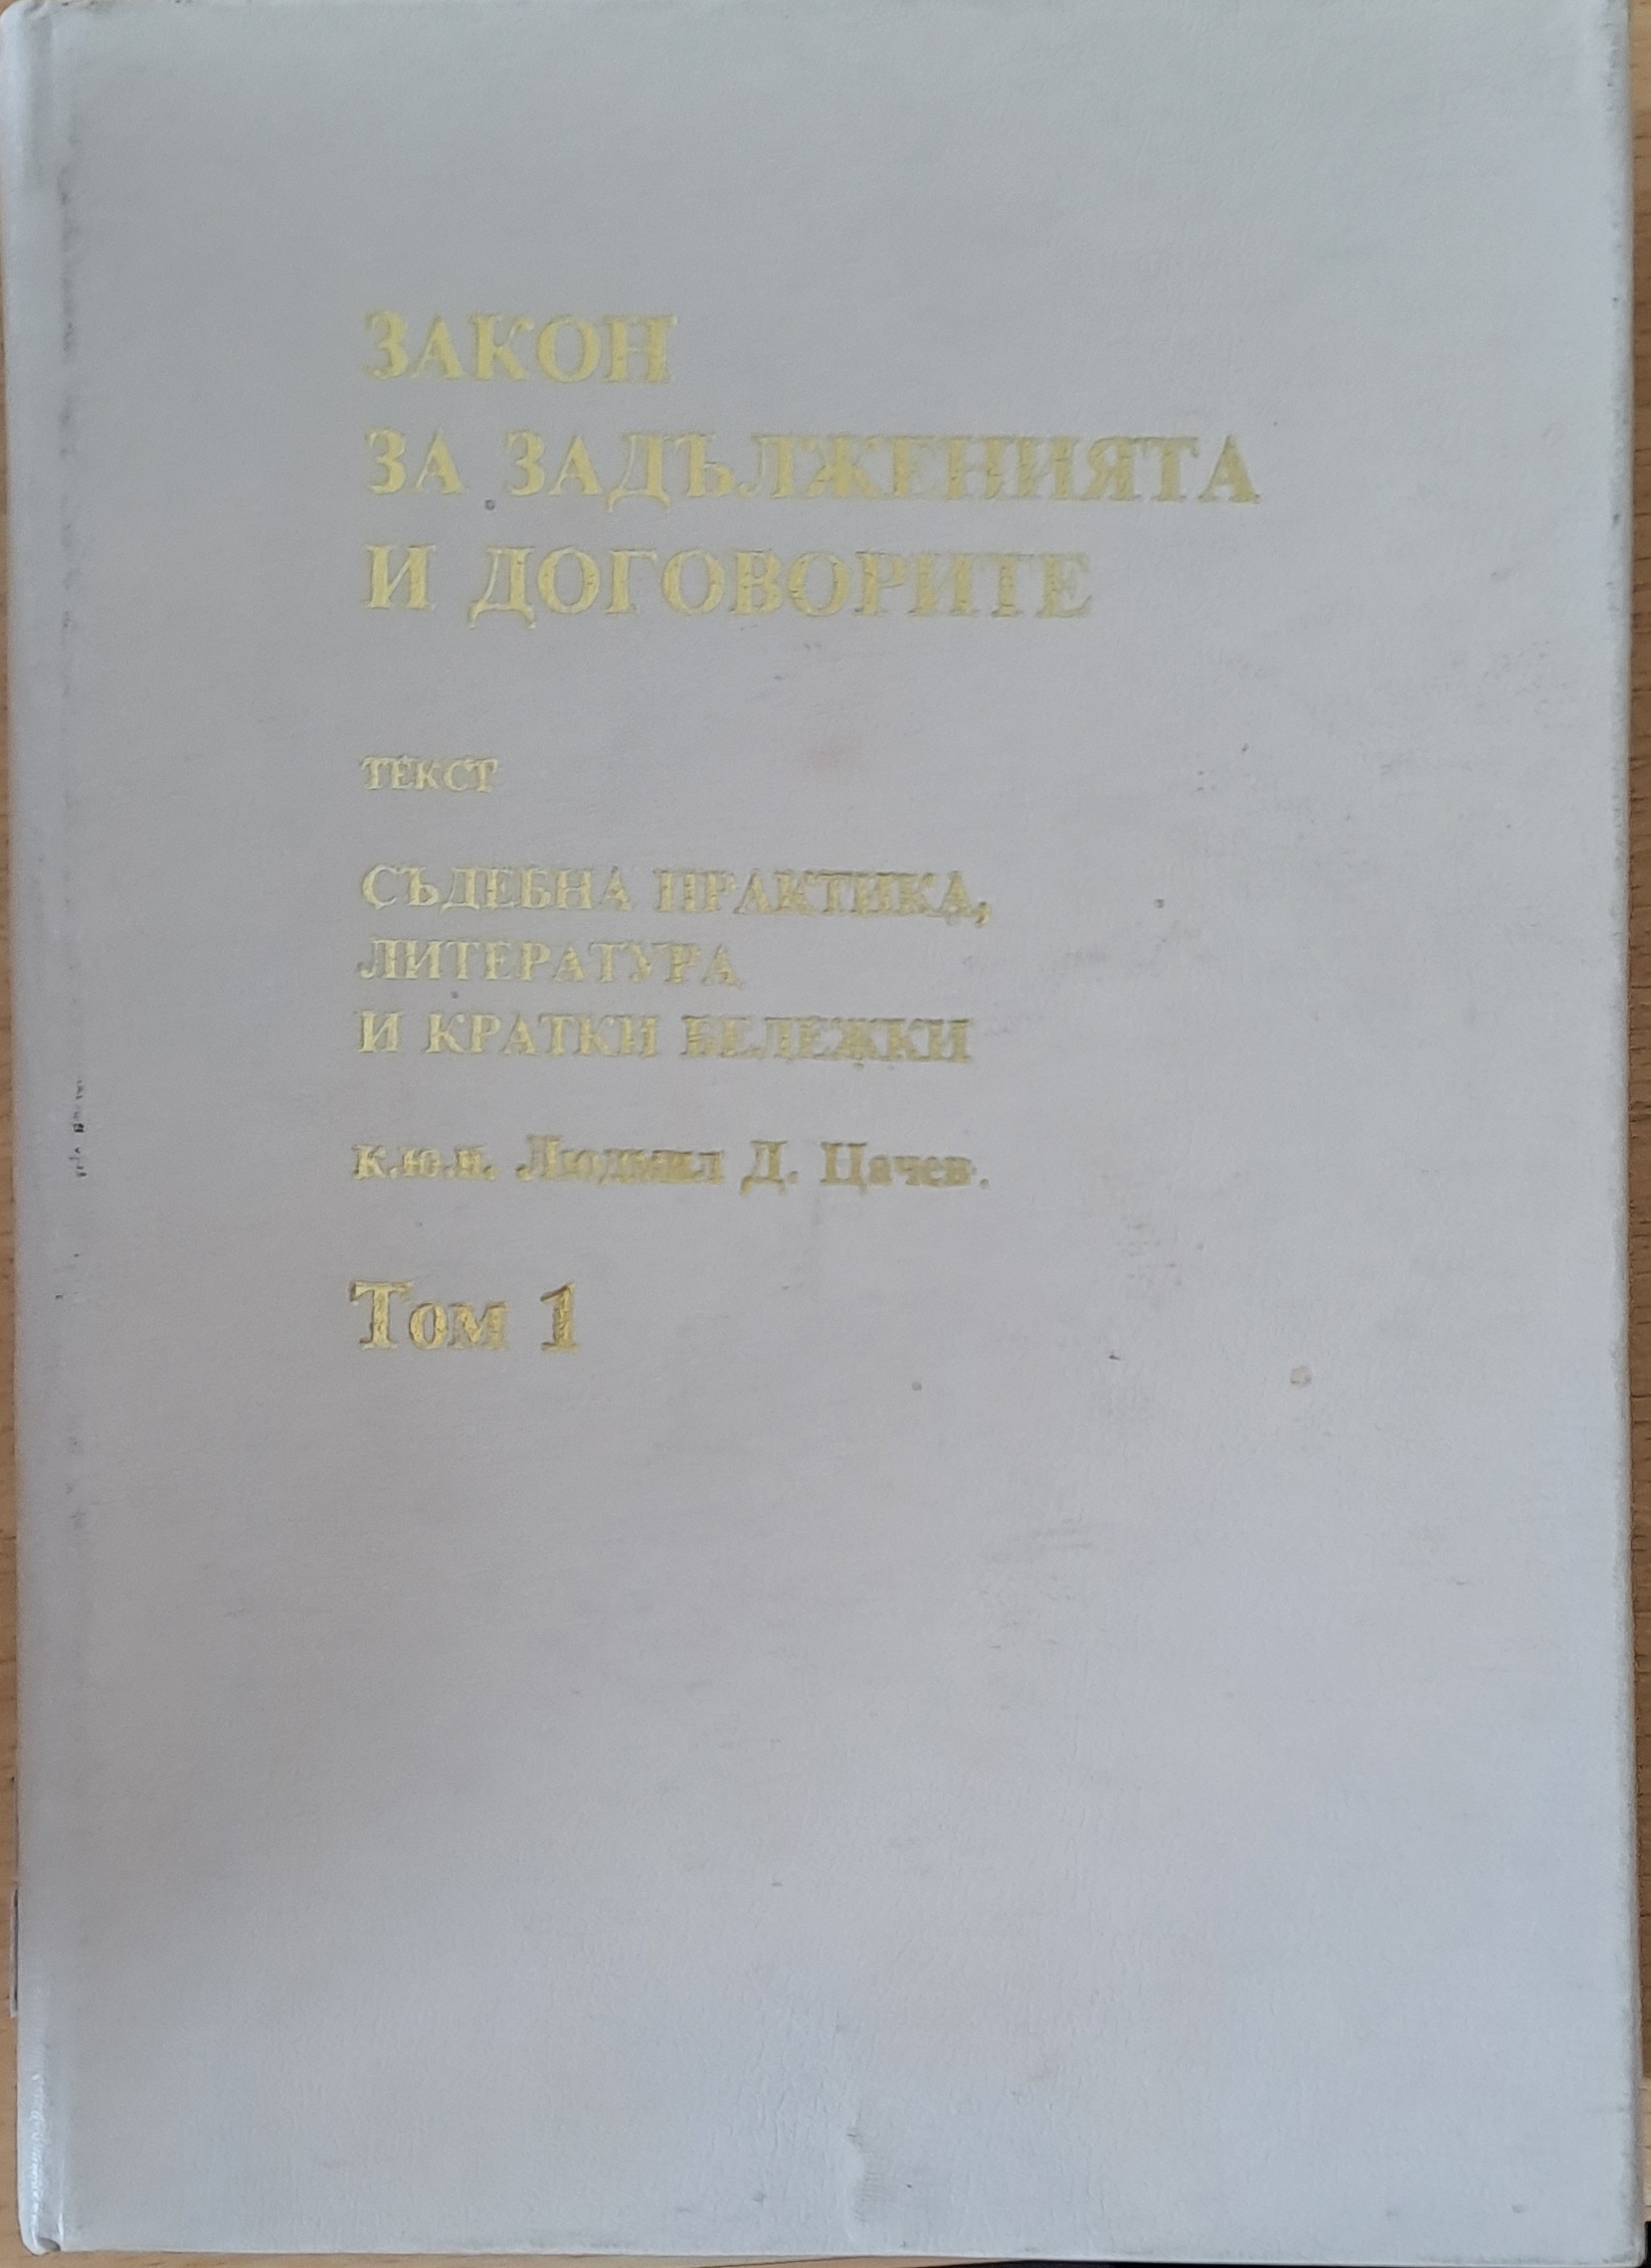 ЗАКОН
ЗА ЗАДЪЛЖЕНИЯТА
И ДОГОВОРИТЕ
ТЕКСТ
СЪДЕБНА ПРАКТИКА,
ЛИТЕРАТУРА
И КРАТКИ БЕЛЕЖКИ
к.ю.н. Людмил Д. Цачев.
Том 1